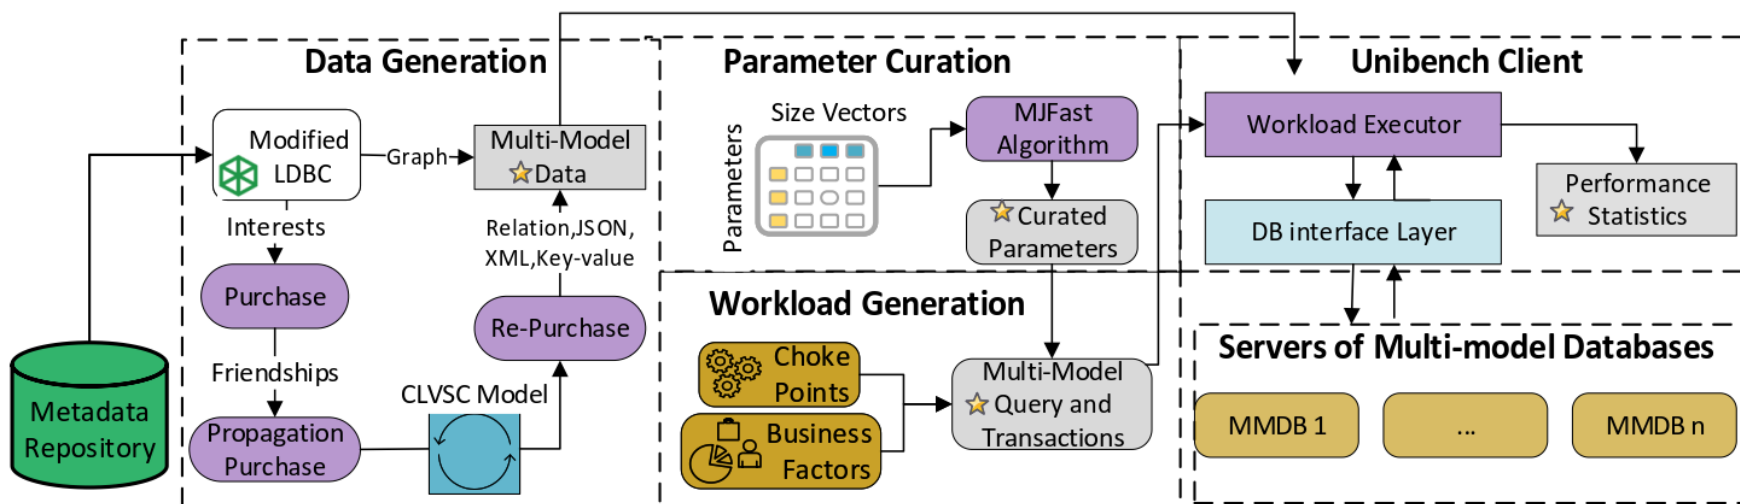 Data Generation
Modified
LDBC
Graph
Multi-Model
Data
Interests
Relation,JSON,
XML,Key-value
Purchase
Re-Purchase
Friendships
CLVSC Model
Metadata
Repository
Propagation
Purchase
Parameter Curation
Size Vectors
Parameters
MJFast
Algorithm
Curated
Parameters
Workload Generation
Choke
Points
Business
Factors
Multi-Model
Query and
Transactions
Unibench Client
Workload Executor
Performance
Statistics
DB interface Layer
Servers of Multi-model Databases
MMDB 1
...
MMDB n